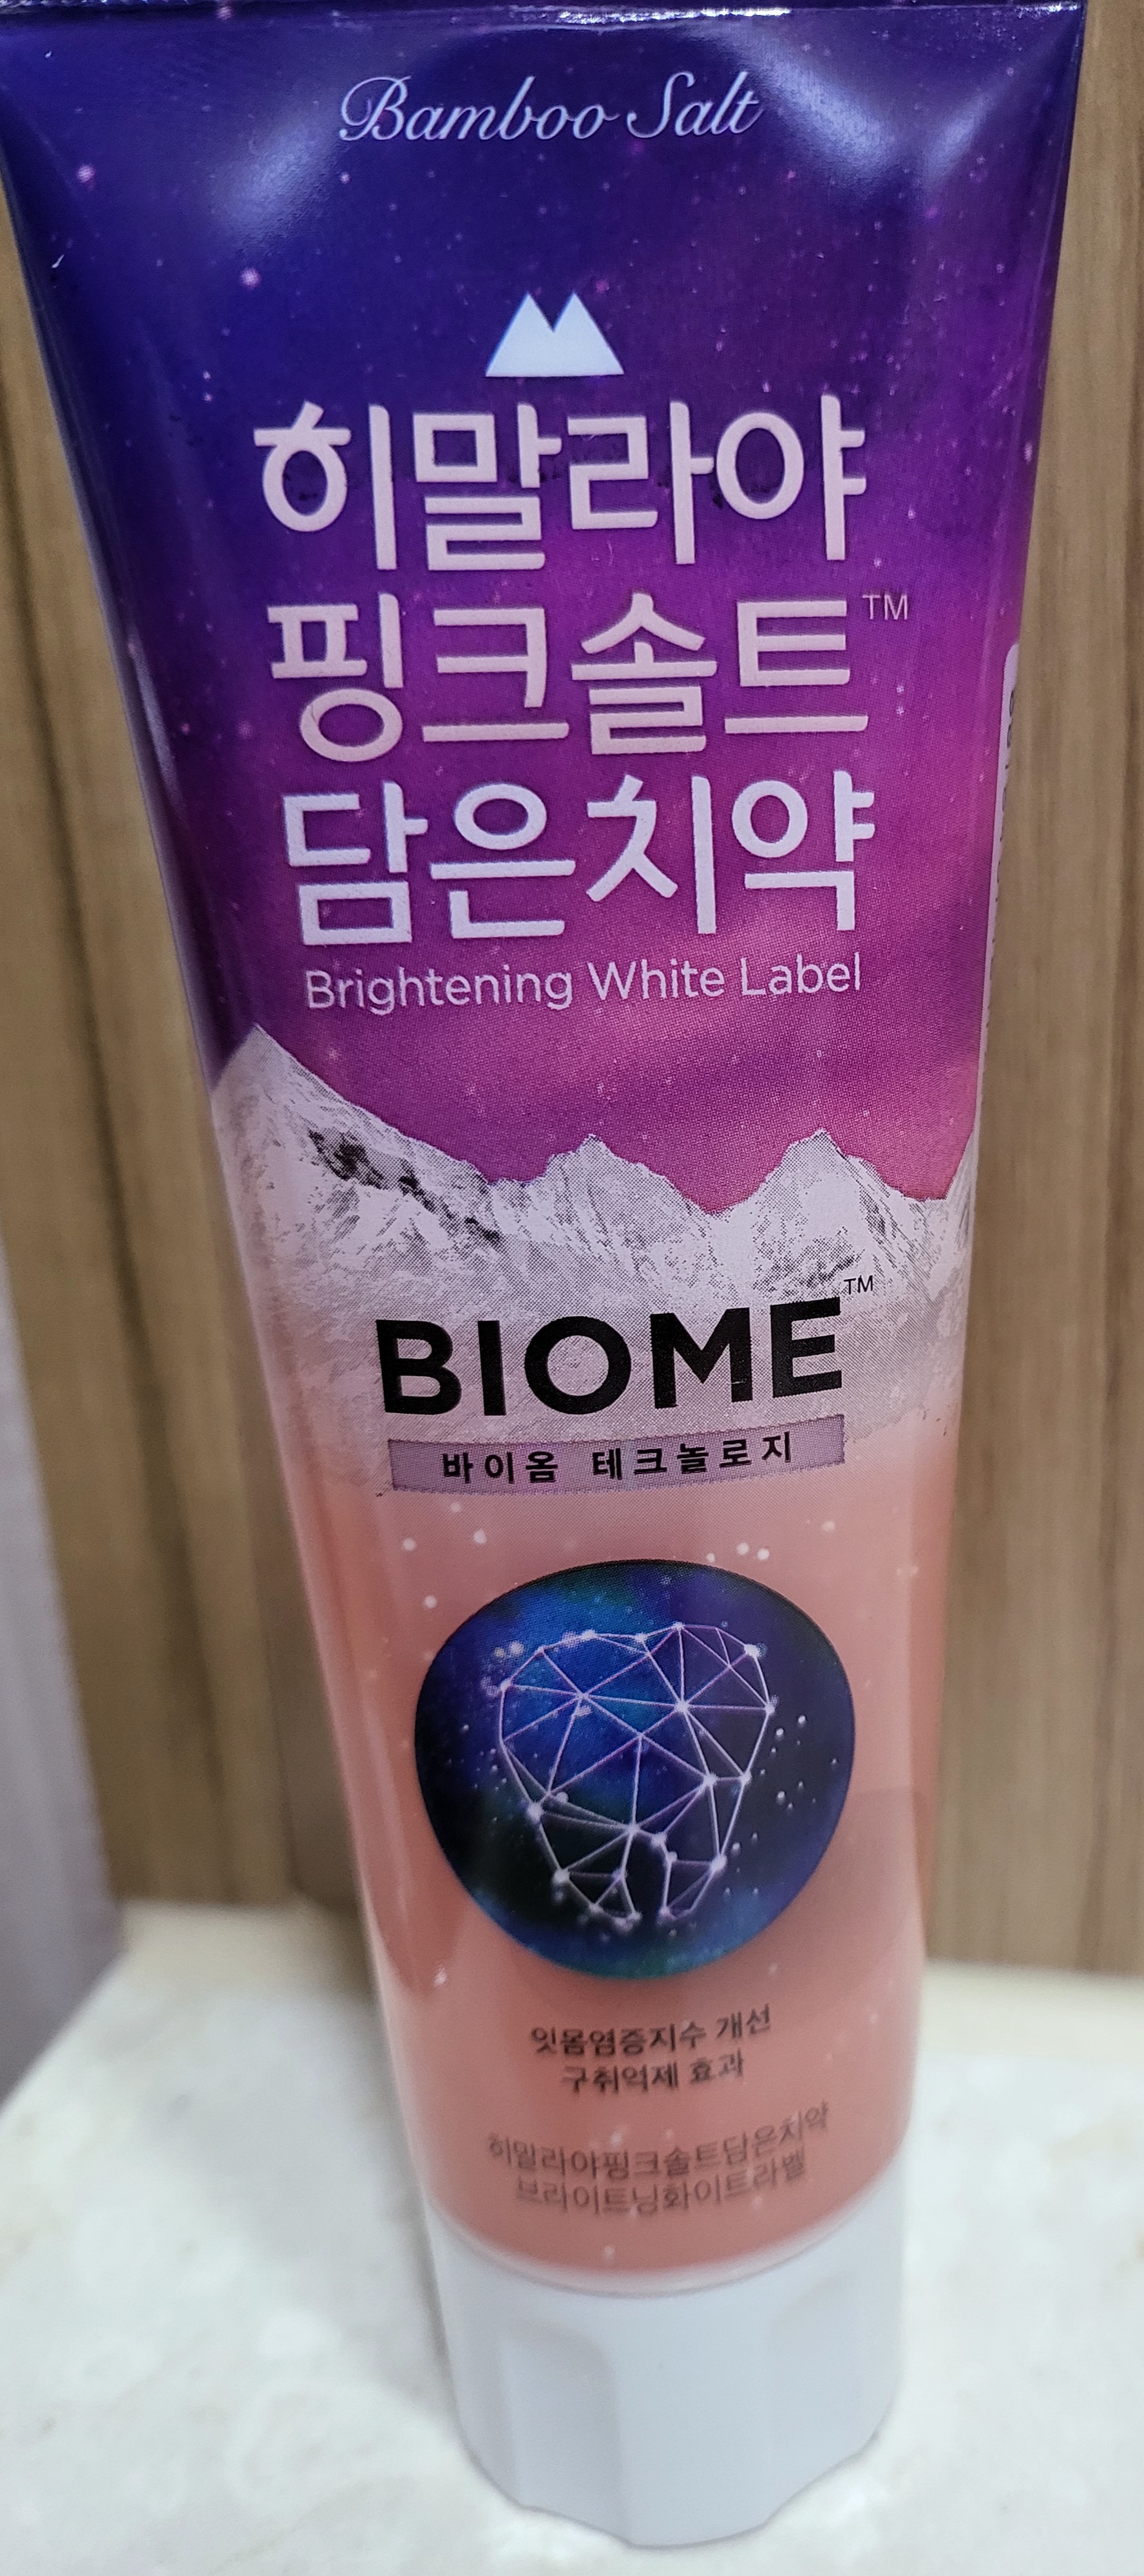 Bamboo Salt
히말라야
핑크솔트™
담은치약
Brightening White Label
BIOME™
바이옴 테크놀로지
잇몸염증지수 개선
구취억제 효과
히말라야핑크솔트담은치약
브라이트닝화이트라벨